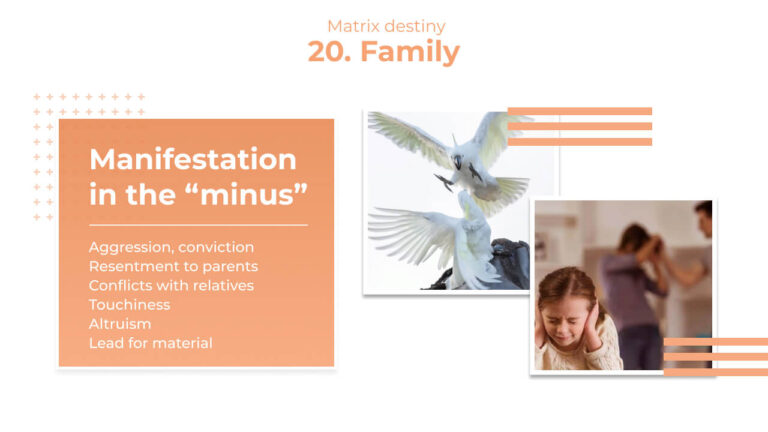 Matrix destiny
20. Family
Manifestation
in the “minus”
Aggression, conviction
Resentment to parents
Conflicts with relatives
Touchiness
Altruism
Lead for material